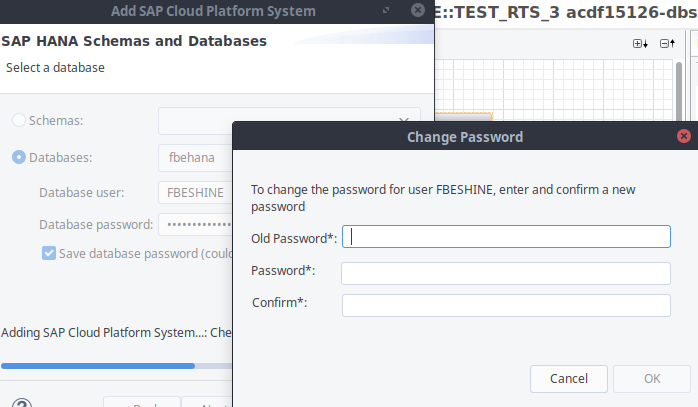 Add SAP Cloud Platform System
E::TEST_RTS_3 acdf15126-dbs
SAP HANA Schemas and Databases
Select a database
Schemas:
Databases:
fbehana
Database user:
FBESHINE
Database password:
••••••••••••
Save database password (could
Adding SAP Cloud Platform System...: Che
Change Password
To change the password for user FBESHINE, enter and confirm a new
password
Old Password*:
Password*:
Confirm*:
Cancel
OK